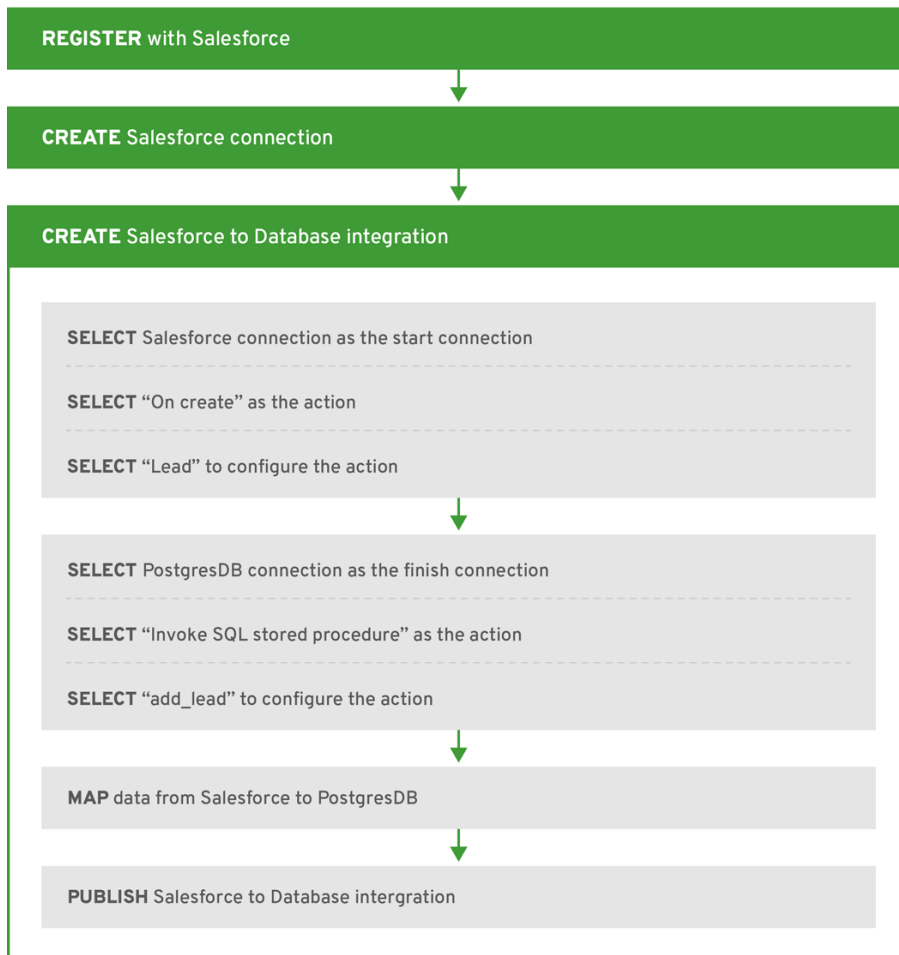 REGISTER with Salesforce
CREATE Salesforce connection
CREATE Salesforce to Database integration
SELECT Salesforce connection as the start connection
SELECT “On create” as the action
SELECT “Lead” to configure the action
SELECT PostgresDB connection as the finish connection
SELECT “Invoke SQL stored procedure” as the action
SELECT “add_lead” to configure the action
MAP data from Salesforce to PostgresDB
PUBLISH Salesforce to Database intergration